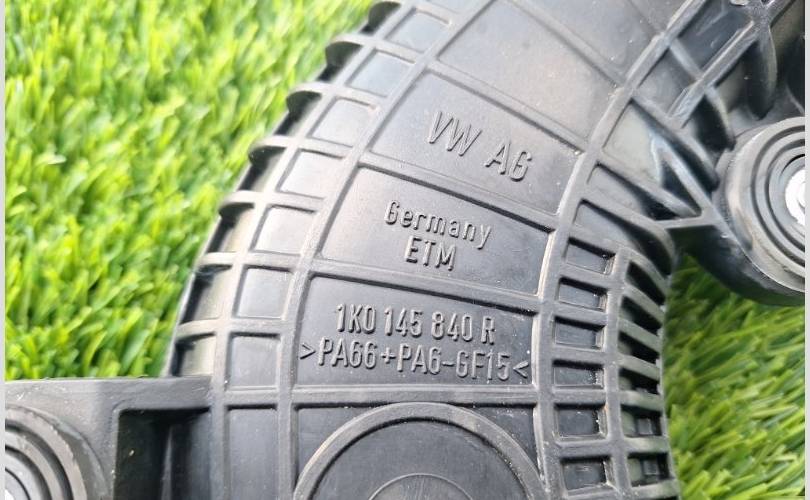 VW AG
Germany
ETM
1K0 145 840 R
>PA66+PA6-GF15<